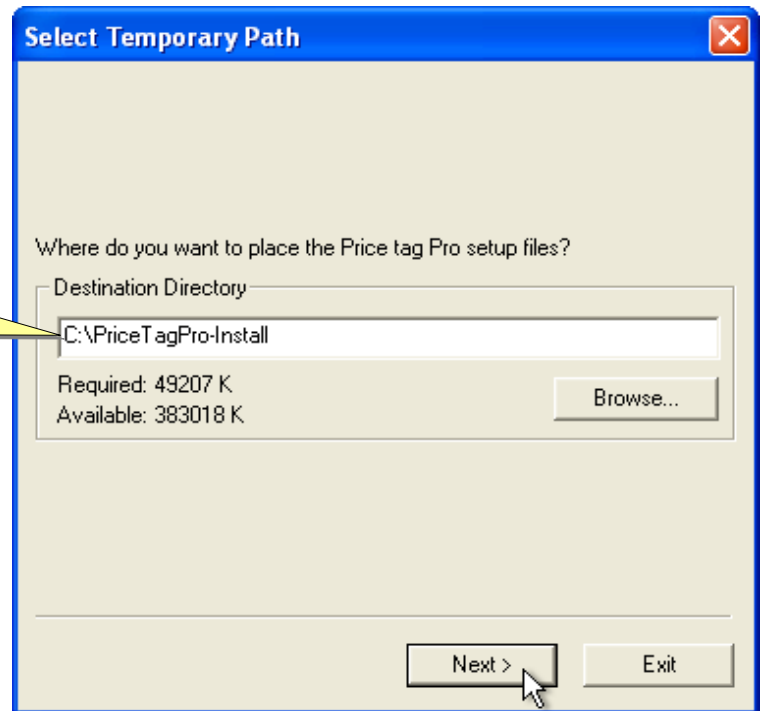 Select Temporary Path
Where do you want to place the Price tag Pro setup files?
Destination Directory
C:\PriceTagPro-Install
Required: 49207 K
Available: 383018 K
Browse...
Next >
Exit